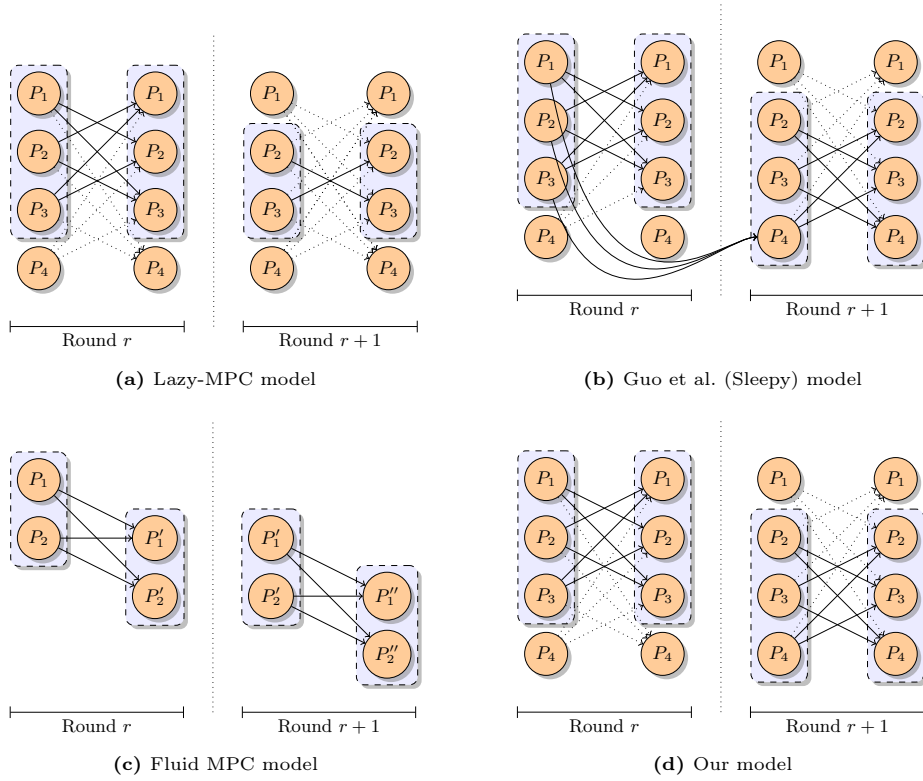 P₁ P₁ P₁ P₁
P₂ P₂ P₂ P₂
P₃ P₃ P₃ P₃
P₄ P₄ P₄ P₄
Round r Round r + 1
(a) Lazy-MPC model
P₁ P₁ P₁ P₁
P₂ P₂ P₂ P₂
P₃ P₃ P₃ P₃
P₄ P₄ P₄ P₄
Round r Round r + 1
(b) Guo et al. (Sleepy) model
P₁
P₂ P′₁ P′₁
P′₂ P′₂ P′′₁
P′′₂
Round r Round r + 1
(c) Fluid MPC model
P₁ P₁ P₁ P₁
P₂ P₂ P₂ P₂
P₃ P₃ P₃ P₃
P₄ P₄ P₄ P₄
Round r Round r + 1
(d) Our model